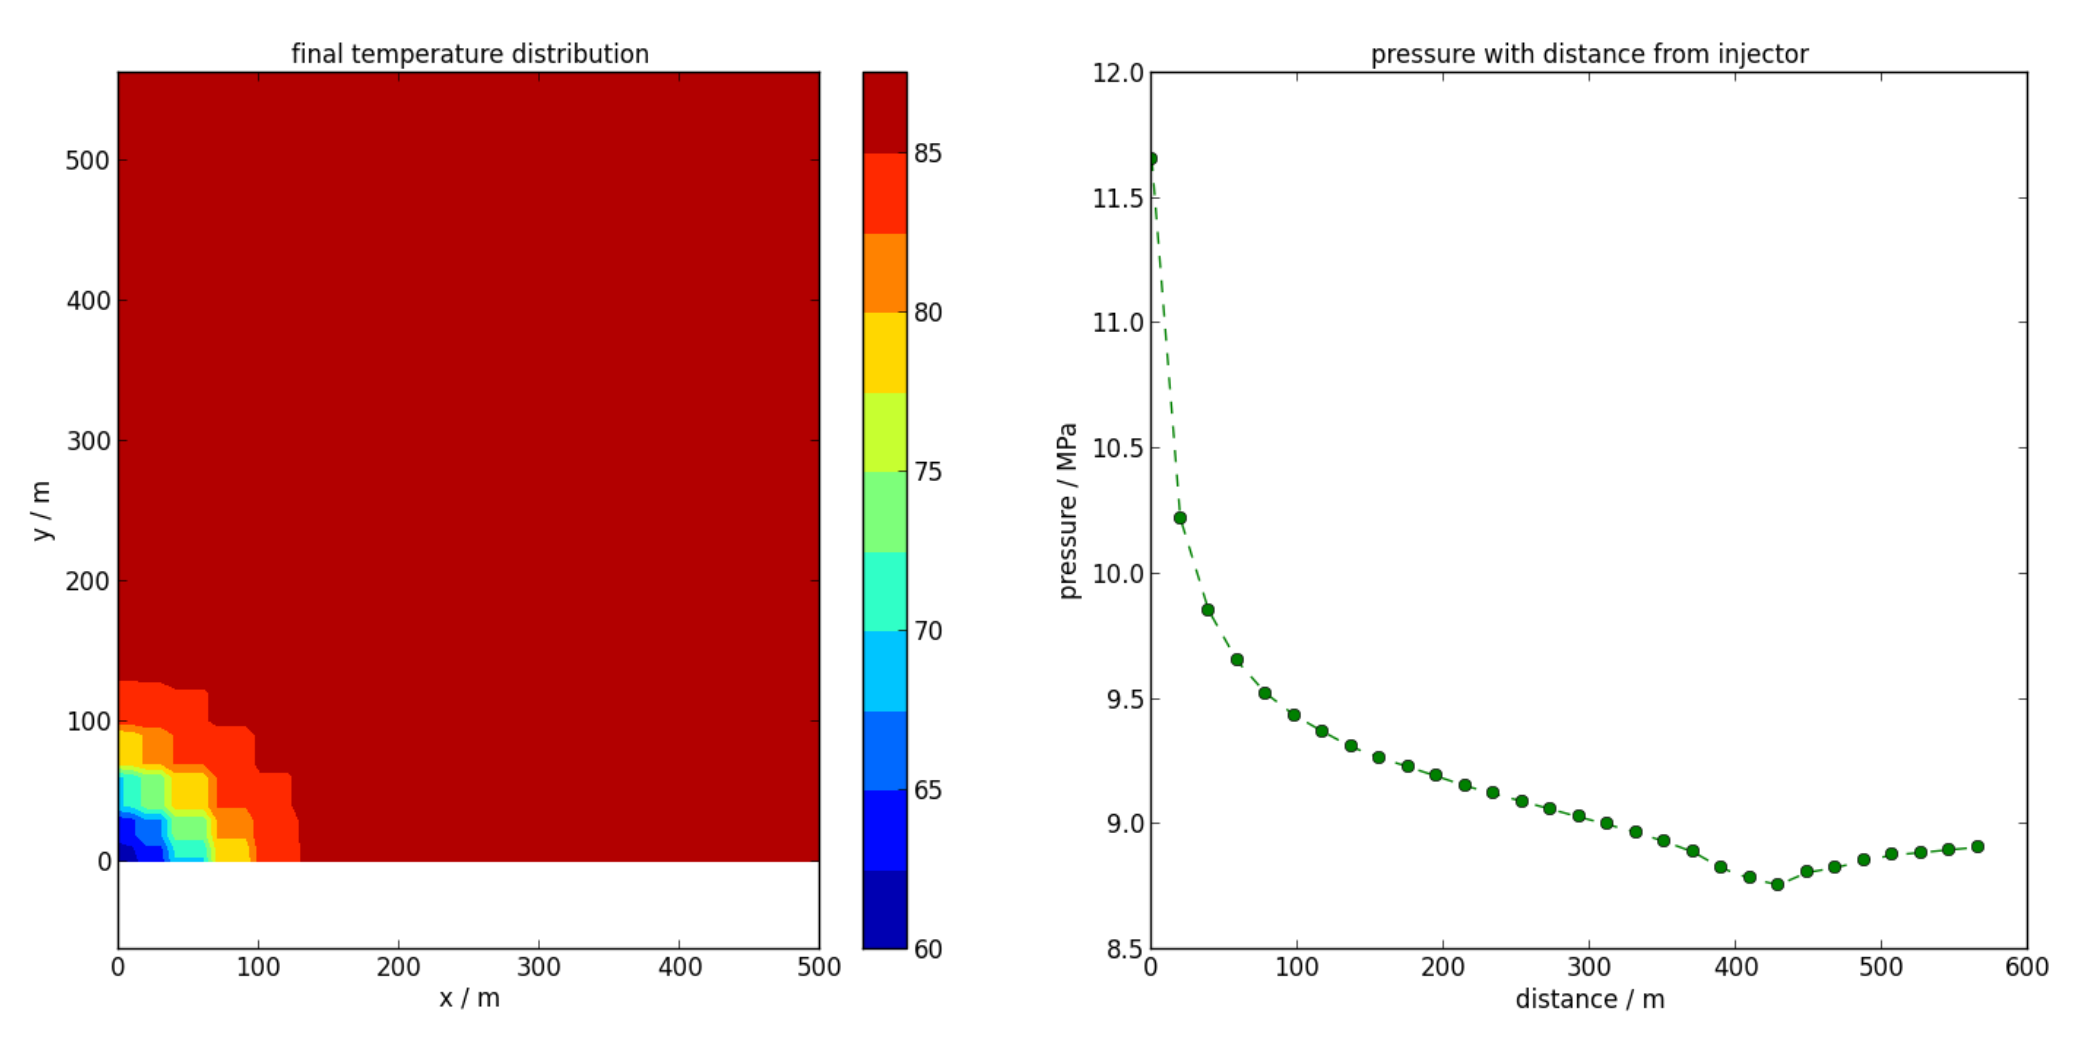 final temperature distribution
500
400
300
200
100
0
y / m
0 100 200 300 400 500
x / m
85
80
75
70
65
60
pressure with distance from injector
12.0
11.5
11.0
10.5
10.0
9.5
9.0
8.5
pressure / MPa
0 100 200 300 400 500 600
distance / m